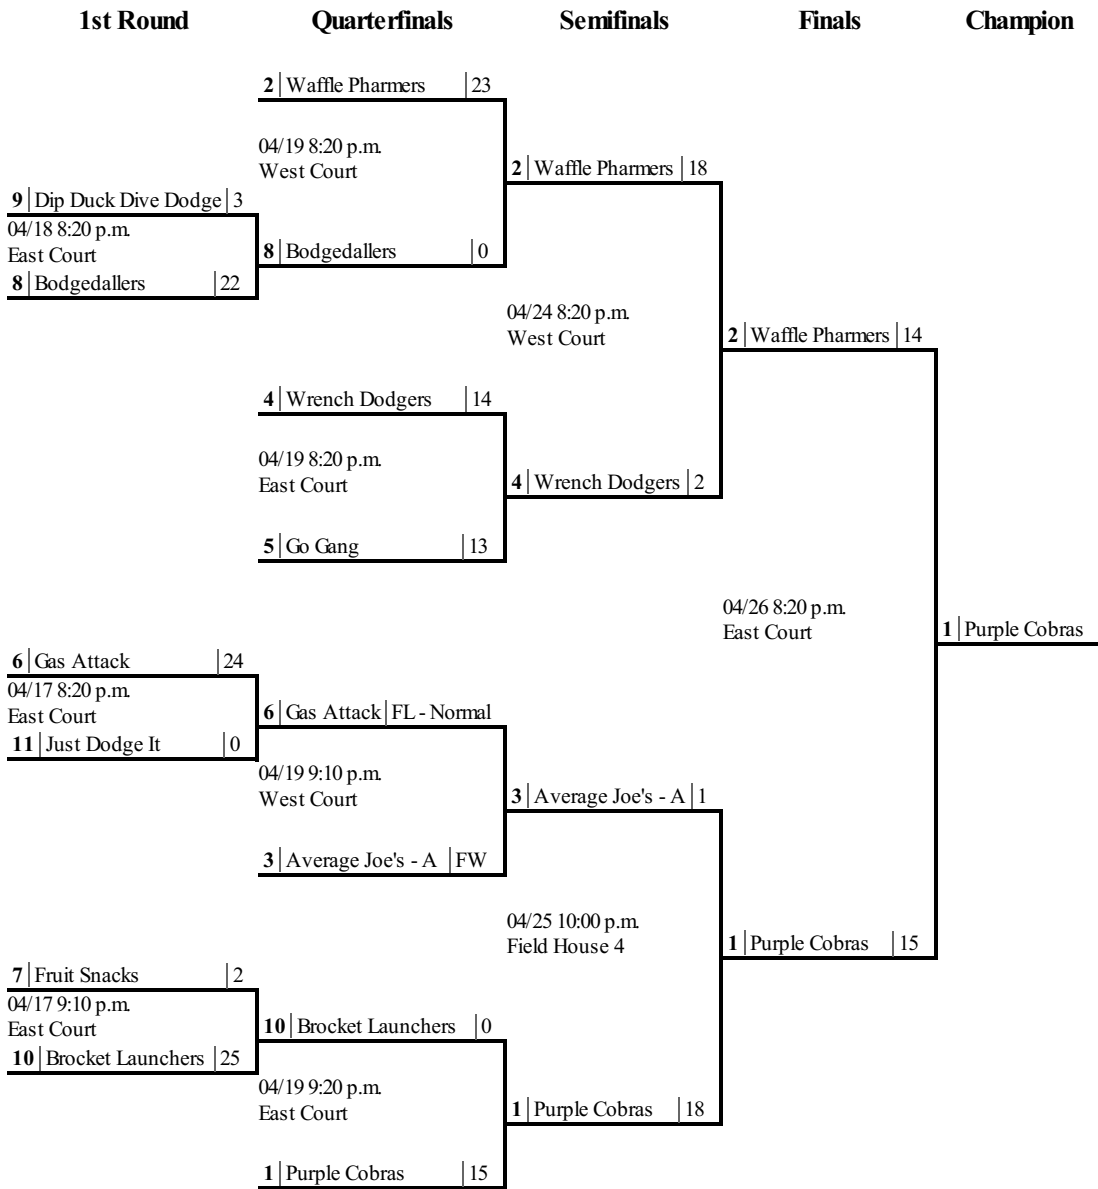 1st Round Quarterfinals Semifinals Finals Champion
2 Waffle Pharmers 23
04/19 8:20 p.m.
West Court
2 Waffle Pharmers 18
9 Dip Duck Dive Dodge 3
04/18 8:20 p.m.
East Court
8 Bodgedallers 0
8 Bodgedallers 22
04/24 8:20 p.m.
West Court
2 Waffle Pharmers 14
4 Wrench Dodgers 14
04/19 8:20 p.m.
East Court
4 Wrench Dodgers 2
5 Go Gang 13
04/26 8:20 p.m.
East Court
1 Purple Cobras
6 Gas Attack 24
04/17 8:20 p.m.
East Court
6 Gas Attack FL - Normal
11 Just Dodge It 0
04/19 9:10 p.m.
West Court
3 Average Joe's - A 1
3 Average Joe's - A FW
04/25 10:00 p.m.
Field House 4
1 Purple Cobras 15
7 Fruit Snacks 2
04/17 9:10 p.m.
East Court
10 Brocket Launchers 0
10 Brocket Launchers 25
04/19 9:20 p.m.
East Court
1 Purple Cobras 18
1 Purple Cobras 15